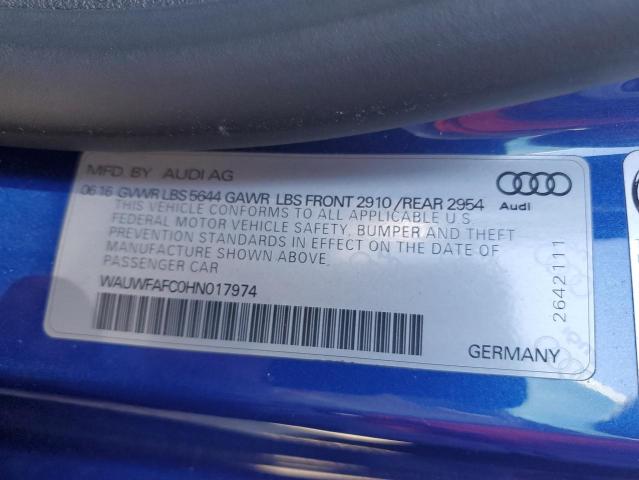 MFD. BY AUDI AG
06 16 GVWR LBS 5644 GAWR LBS FRONT 2910 /REAR 2954
THIS VEHICLE CONFORMS TO ALL APPLICABLE U S
FEDERAL MOTOR VEHICLE SAFETY, BUMPER AND THEFT
PREVENTION STANDARDS IN EFFECT ON THE DATE OF
MANUFACTURE SHOWN ABOVE.
PASSENGER CAR
WAUWFAFC0HN017974
Audi
2642111
GERMANY